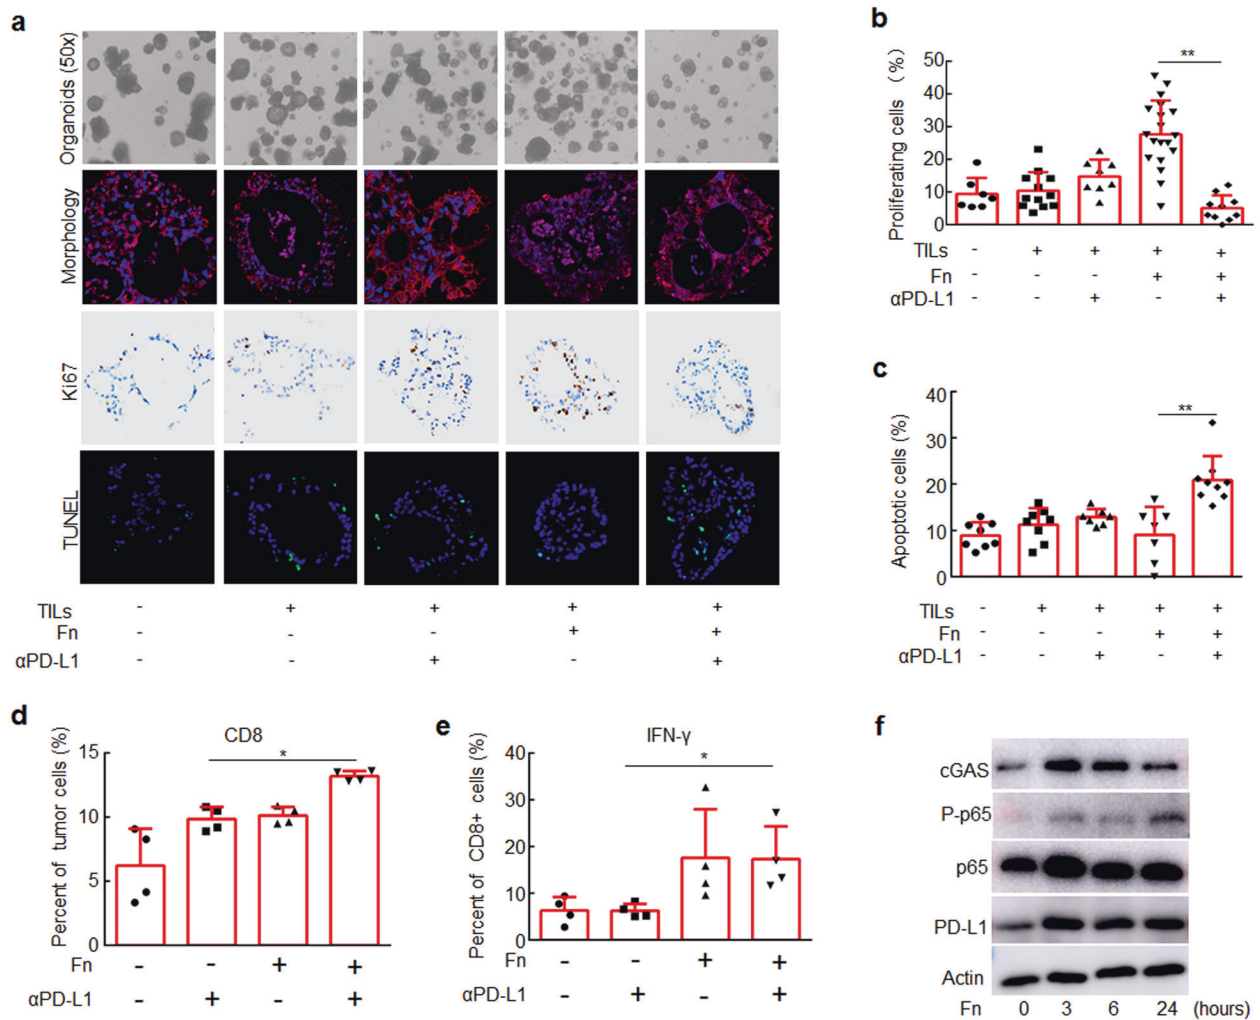 a
Organoids (50x)
Morphology
Ki67
TUNEL
TILs - + + + +
Fn - - - + +
αPD-L1 - - + - +
b
Proliferating cells (%)
50
40
30
20
10
0
**
TILs - + + + +
Fn - - - + +
αPD-L1 - - + - +
c
Apoptotic cells (%)
40
30
20
10
0
**
TILs - + + + +
Fn - - - + +
αPD-L1 - - + - +
d
CD8
Percent of tumor cells (%)
15
10
5
0
*
Fn - - + +
αPD-L1 - + - +
e
IFN-γ
Percent of CD8+ cells (%)
40
30
20
10
0
*
Fn - - + +
αPD-L1 - + - +
f
cGAS
P-p65
p65
PD-L1
Actin
Fn 0 3 6 24 (hours)